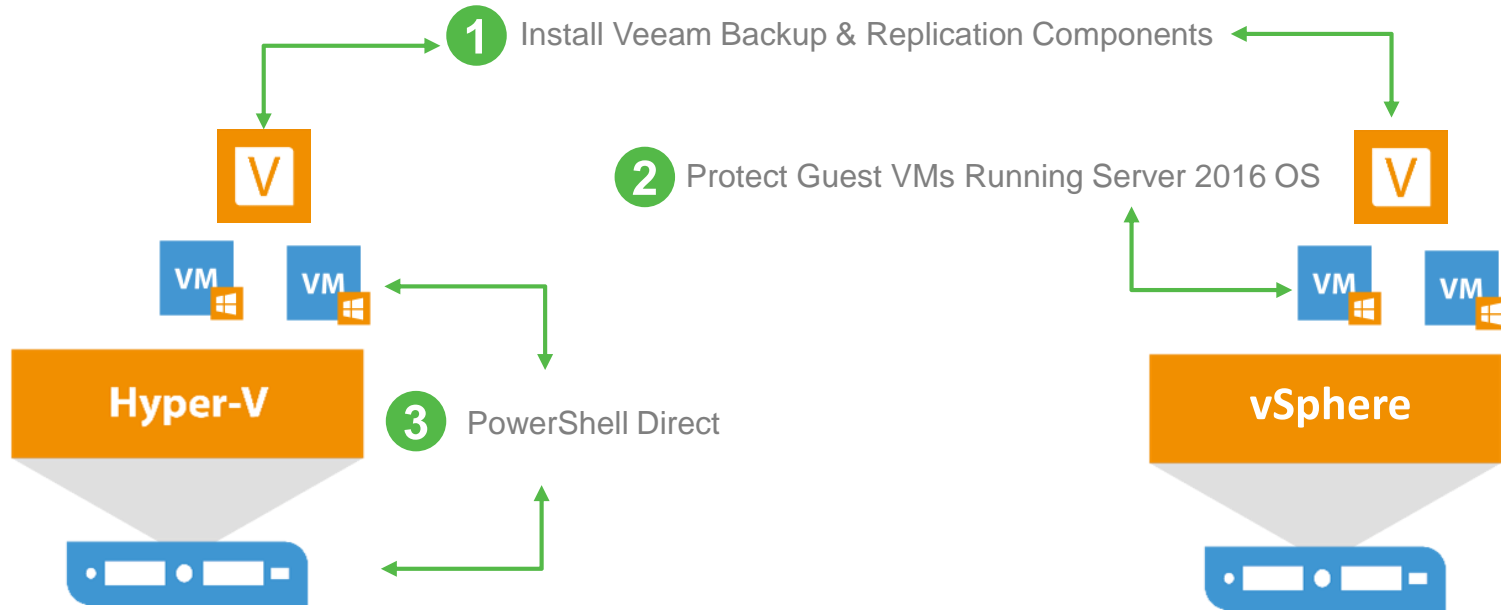 1 Install Veeam Backup & Replication Components
V
V
2 Protect Guest VMs Running Server 2016 OS
VM
VM
VM
VM
Hyper-V
vSphere
3 PowerShell Direct